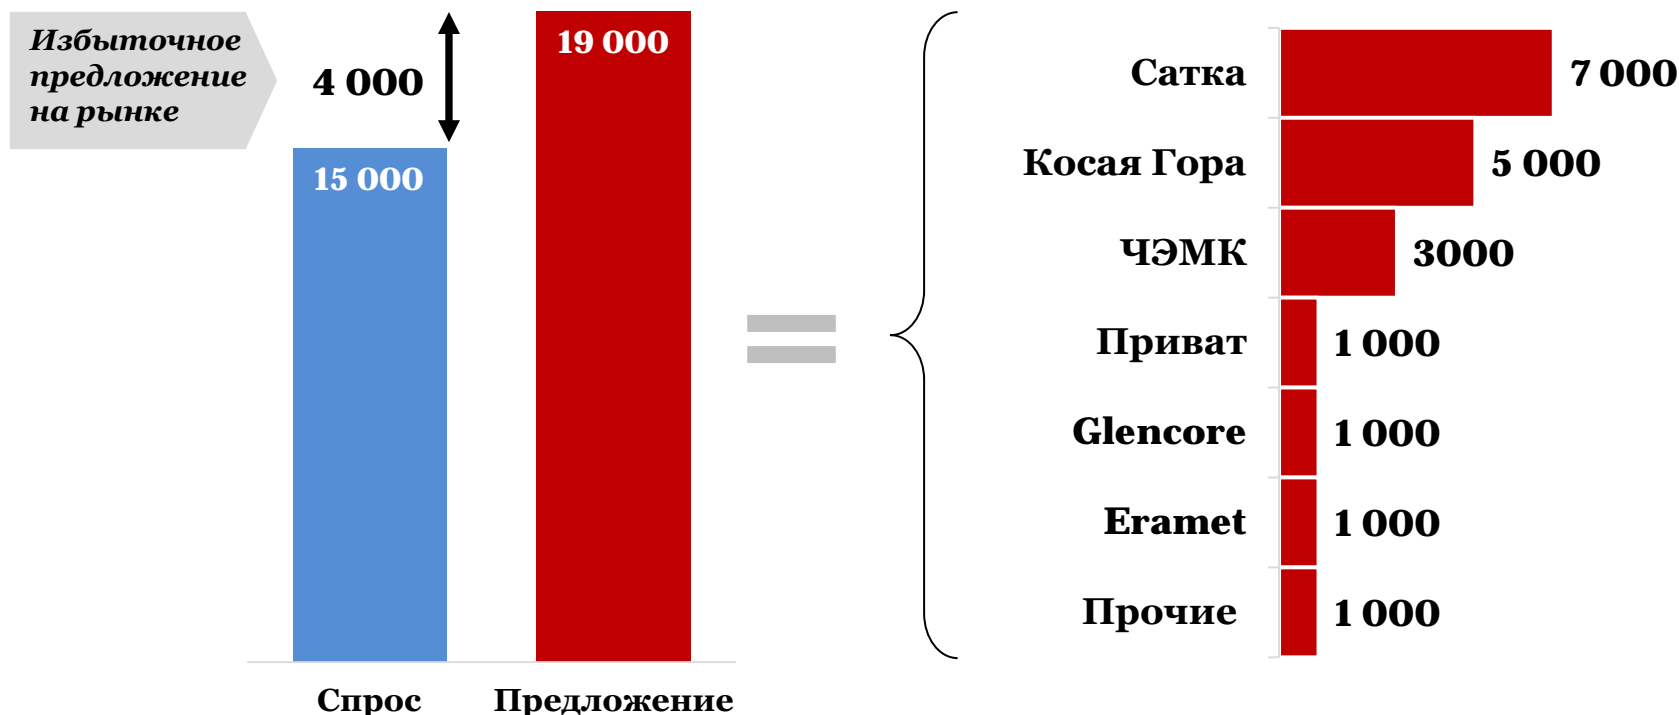 Избыточное
предложение
на рынке
4 000
15 000
19 000
Спрос
Предложение
Сатка
7 000
Косая Гора
5 000
ЧЭМК
3000
Приват
1 000
Glencore
1 000
Eramet
1 000
Прочие
1 000